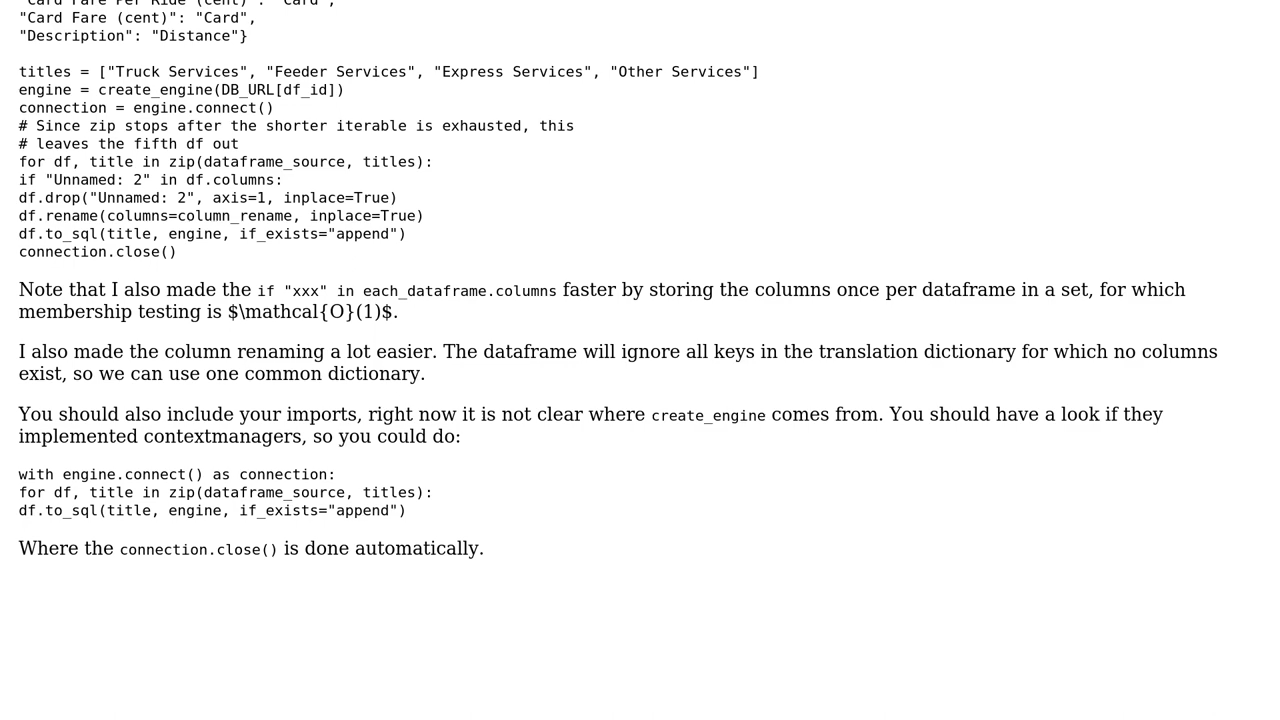 "Card Fare Per Ride (cent)": "Card",
"Card Fare (cent)": "Card",
"Description": "Distance"}
titles = ["Truck Services", "Feeder Services", "Express Services", "Other Services"]
engine = create_engine(DB_URL[df_id])
connection = engine.connect()
# Since zip stops after the shorter iterable is exhausted, this
# leaves the fifth df out
for df, title in zip(dataframe_source, titles):
if "Unnamed: 2" in df.columns:
df.drop("Unnamed: 2", axis=1, inplace=True)
df.rename(columns=column_rename, inplace=True)
df.to_sql(title, engine, if_exists="append")
connection.close()
Note that I also made the if "xxx" in each_dataframe.columns faster by storing the columns once per dataframe in a set, for which
membership testing is $\mathcal{O}(1)$.
I also made the column renaming a lot easier. The dataframe will ignore all keys in the translation dictionary for which no columns
exist, so we can use one common dictionary.
You should also include your imports, right now it is not clear where create_engine comes from. You should have a look if they
implemented contextmanagers, so you could do:
with engine.connect() as connection:
for df, title in zip(dataframe_source, titles):
df.to_sql(title, engine, if_exists="append")
Where the connection.close() is done automatically.